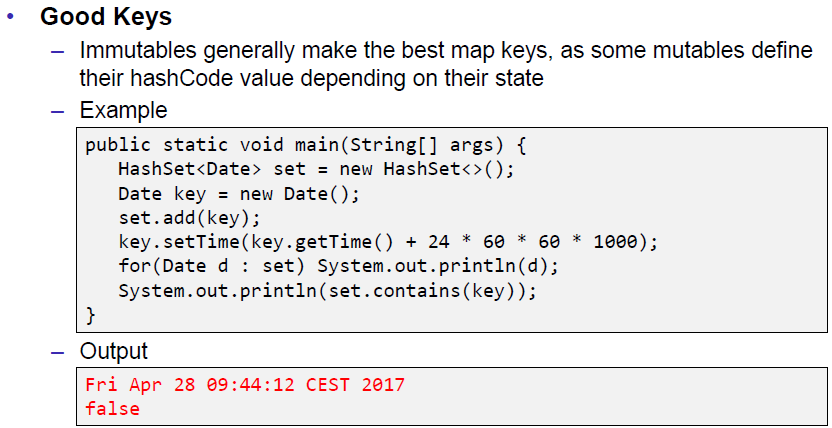 • Good Keys
– Immutables generally make the best map keys, as some mutables define
their hashCode value depending on their state
– Example
public static void main(String[] args) {
   HashSet<Date> set = new HashSet<>();
   Date key = new Date();
   set.add(key);
   key.setTime(key.getTime() + 24 * 60 * 60 * 1000);
   for(Date d : set) System.out.println(d);
   System.out.println(set.contains(key));
}
– Output
Fri Apr 28 09:44:12 CEST 2017
false